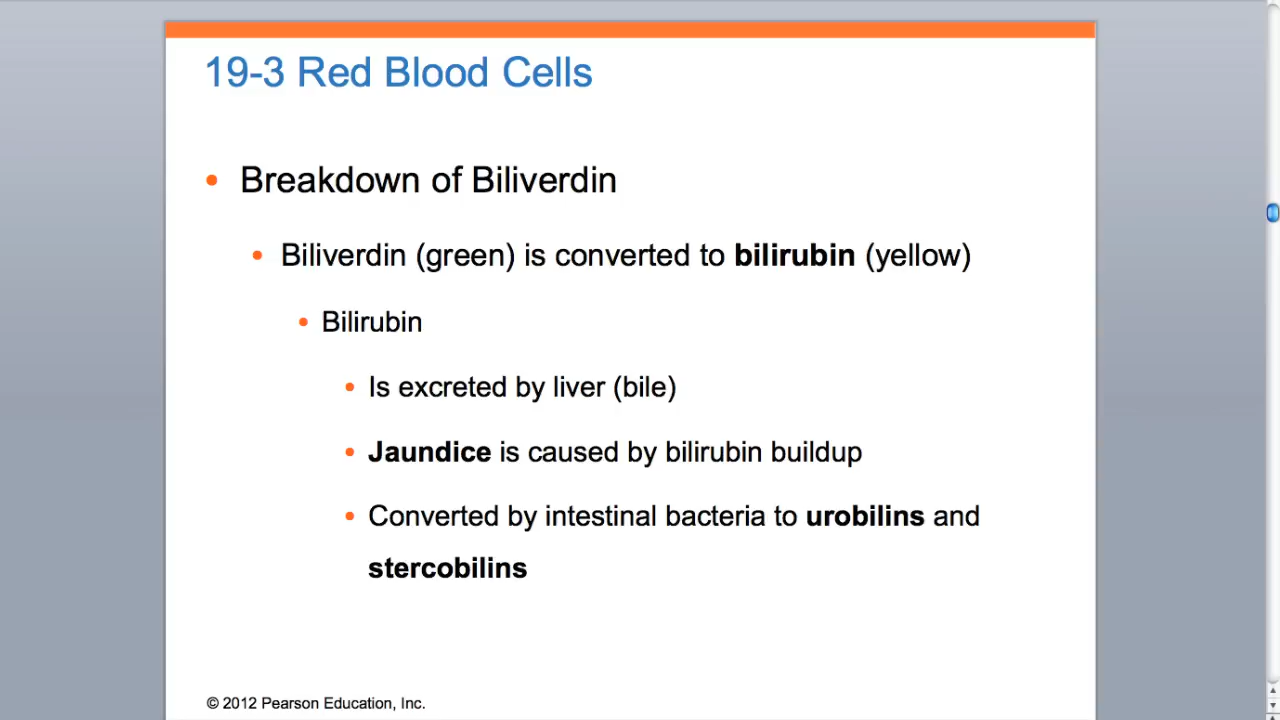 19-3 Red Blood Cells
• Breakdown of Biliverdin
• Biliverdin (green) is converted to bilirubin (yellow)
• Bilirubin
• Is excreted by liver (bile)
• Jaundice is caused by bilirubin buildup
• Converted by intestinal bacteria to urobilins and
stercobilins
© 2012 Pearson Education, Inc.